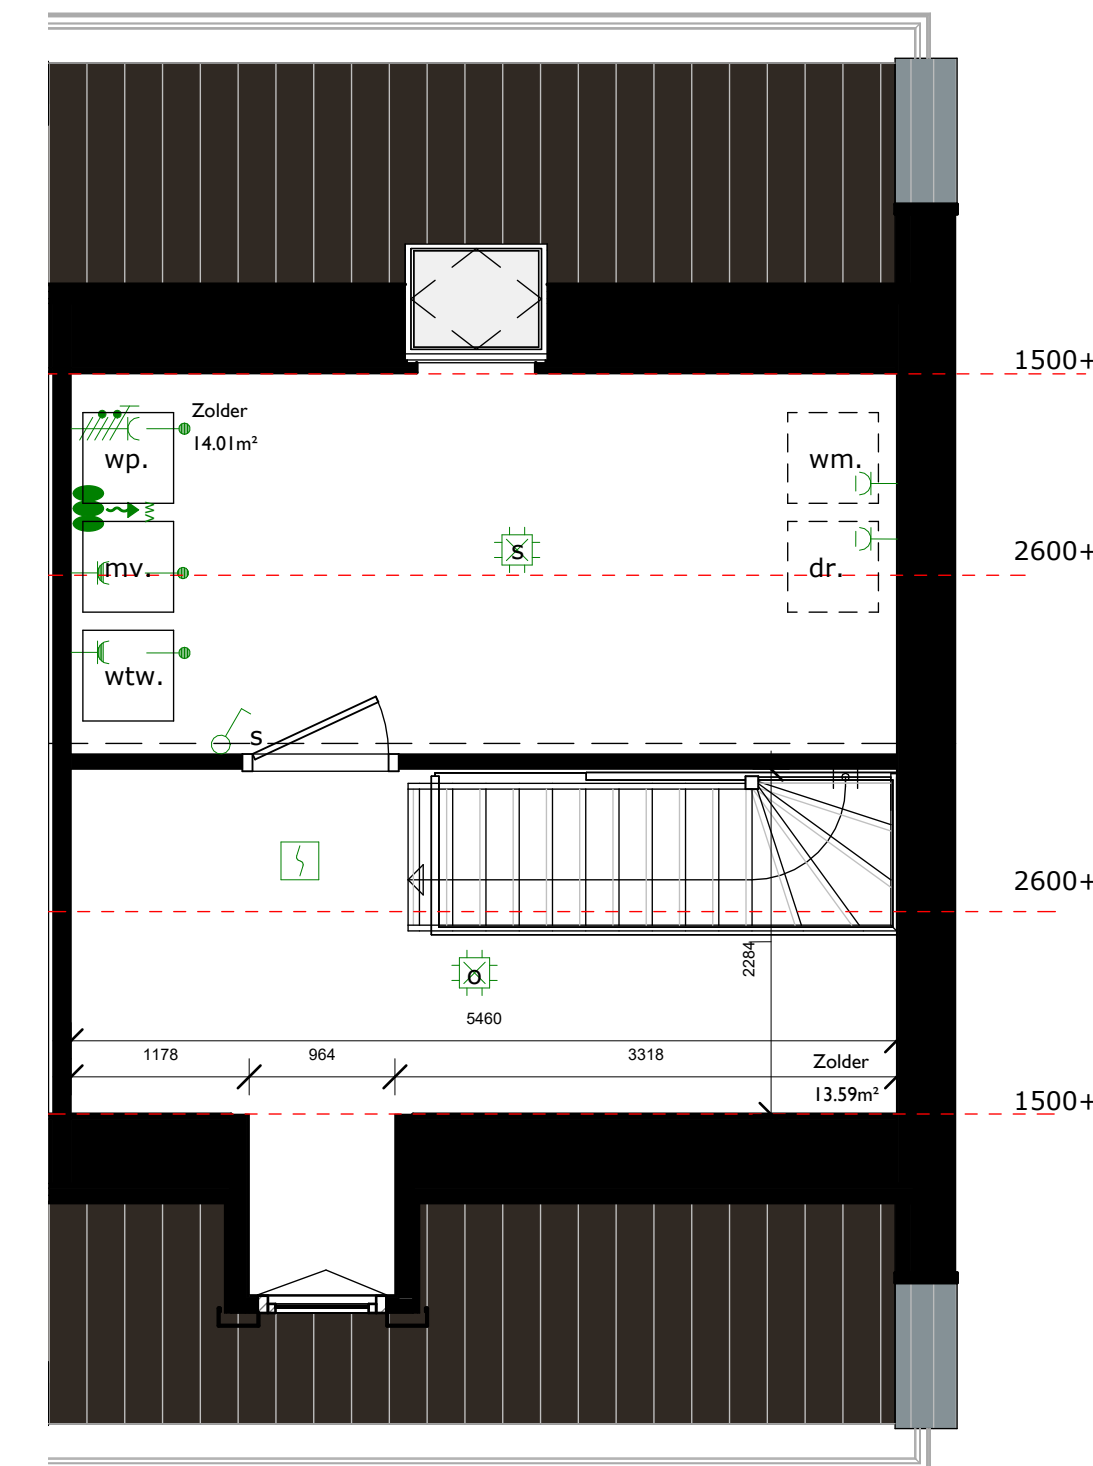 1500+
Zolder
14.01m²
wp.
wm.
2600+
s
mv.
dr.
wtw.
s
2600+
2284
o
5460
1178
964
3318
Zolder
13.59m²
1500+